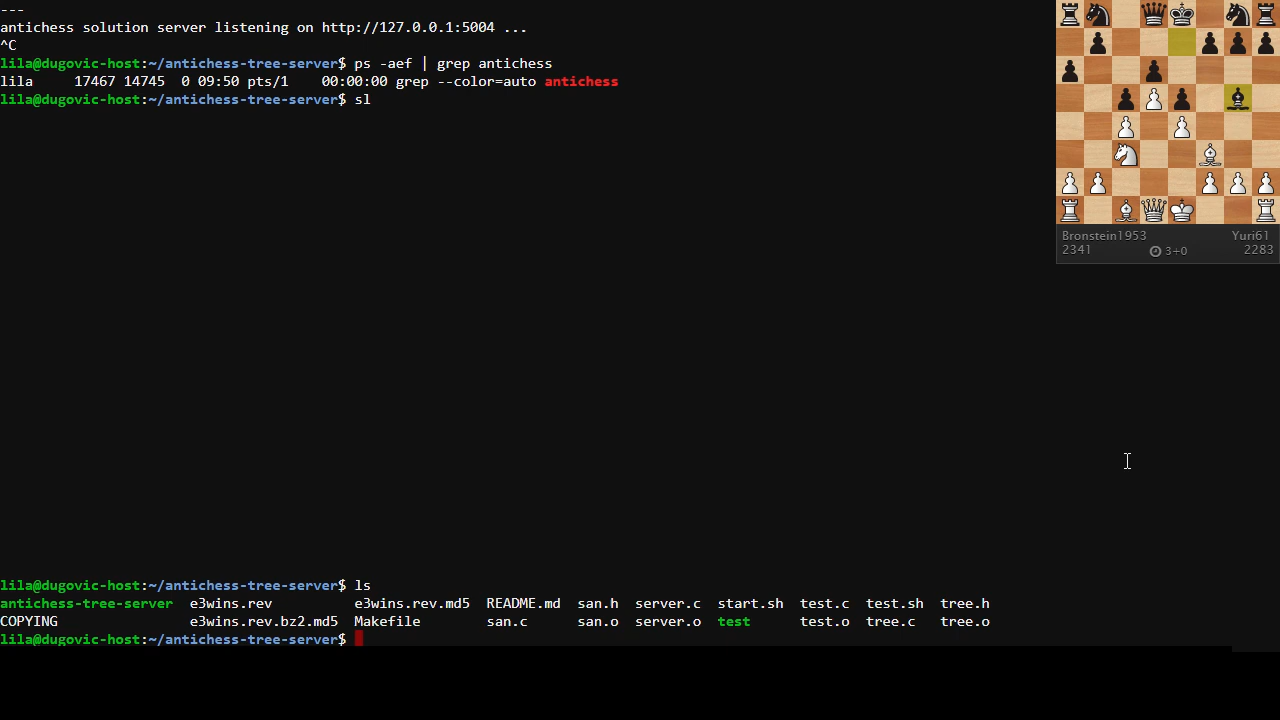 ---
antichess solution server listening on http://127.0.0.1:5004 ...
^C
lila@dugovic-host:~/antichess-tree-server$ ps -aef | grep antichess
lila     17467 14745  0 09:50 pts/1    00:00:00 grep --color=auto antichess
lila@dugovic-host:~/antichess-tree-server$ sl
Bronstein1953 Yuri61
2341 3+0 2283
lila@dugovic-host:~/antichess-tree-server$ ls
antichess-tree-server  e3wins.rev          e3wins.rev.md5  README.md  san.h  server.c  start.sh  test.c  test.sh  tree.h
COPYING                e3wins.rev.bz2.md5  Makefile        san.c      san.o  server.o  test      test.o  tree.c   tree.o
lila@dugovic-host:~/antichess-tree-server$